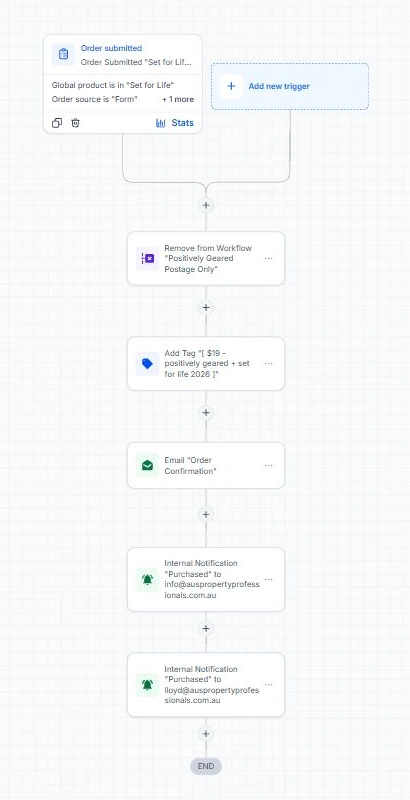 Order submitted
Order Submitted "Set for Lif...
Global product is in "Set for Life"
Order source is "Form" + 1 more
Stats
Add new trigger
Remove from Workflow
"Positively Geared
Postage Only"
Add Tag "[ $19 -
positively geared + set
for life 2026 ]"
Email "Order
Confirmation"
Internal Notification
"Purchased" to
info@auspropertyprofess
ionals.com.au
Internal Notification
"Purchased" to
lloyd@auspropertyprofes
sionals.com.au
END